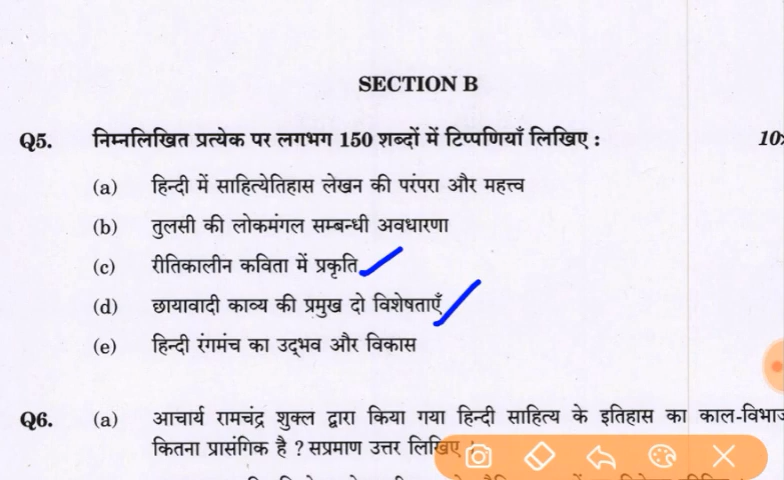 SECTION B
Q5. निम्नलिखित प्रत्येक पर लगभग 150 शब्दों में टिप्पणियाँ लिखिए : 10
(a) हिन्दी में साहित्येतिहास लेखन की परंपरा और महत्त्व
(b) तुलसी की लोकमंगल सम्बन्धी अवधारणा
(c) रीतिकालीन कविता में प्रकृति
(d) छायावादी काव्य की प्रमुख दो विशेषताएँ
(e) हिन्दी रंगमंच का उद्भव और विकास
Q6. (a) आचार्य रामचंद्र शुक्ल द्वारा किया गया हिन्दी साहित्य के इतिहास का
कितना प्रासंगिक है ? सप्रमाण उत्तर लिखिए